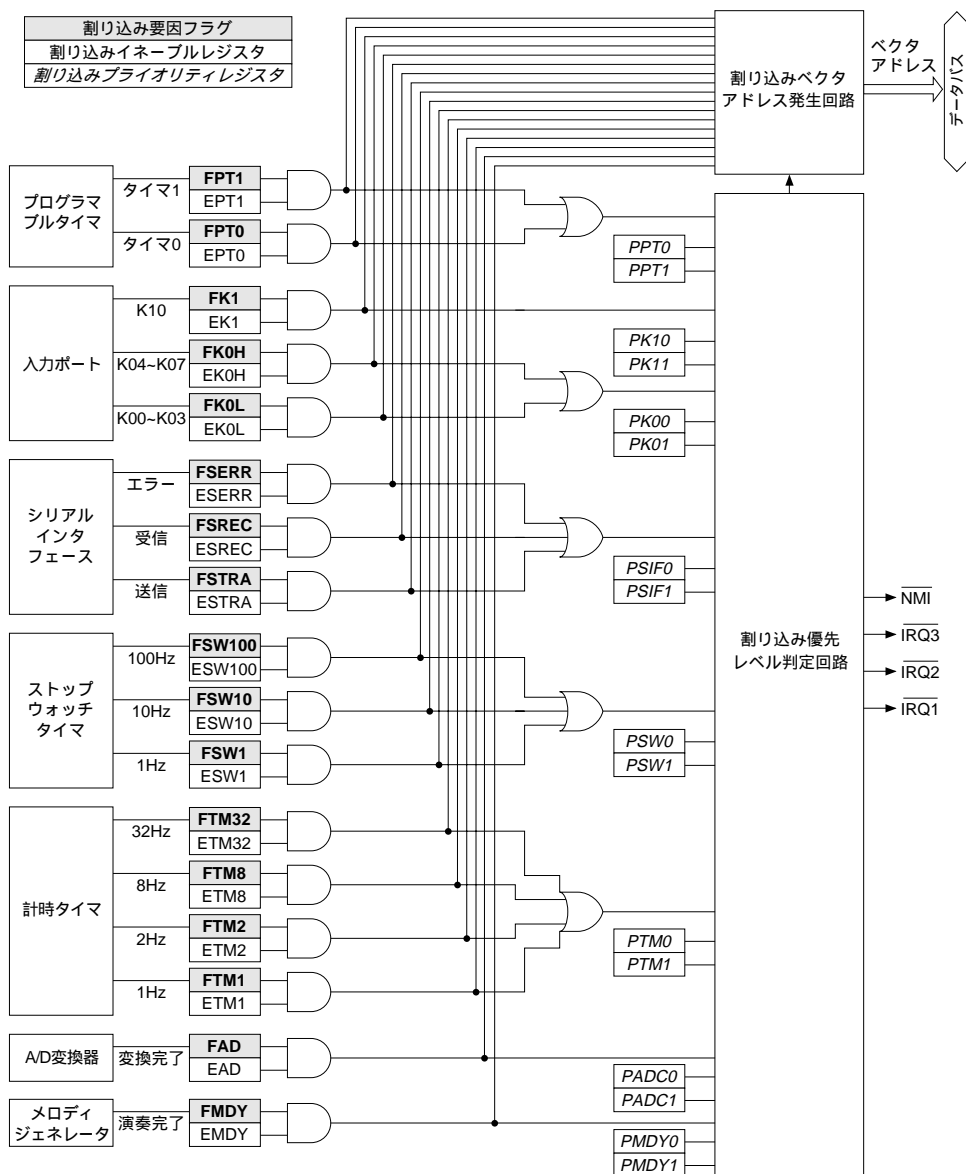 割り込み要因フラグ
割り込みイネーブルレジスタ
割り込みプライオリティレジスタ
割り込みベクタ
アドレス発生回路
ベクタ
アドレス
データバス
プログラマ
ブルタイマ
タイマ1
FPT1
EPT1
タイマ0
FPT0
EPT0
PPT0
PPT1
入力ポート
K10
FK1
EK1
K04~K07
FK0H
EK0H
K00~K03
FK0L
EK0L
PK10
PK11
PK00
PK01
シリアル
インタ
フェース
エラー
FSERR
ESERR
受信
FSREC
ESREC
送信
FSTRA
ESTRA
PSIF0
PSIF1
割り込み優先
レベル判定回路
NMI
IRQ3
IRQ2
IRQ1
ストップ
ウォッチ
タイマ
100Hz
FSW100
ESW100
10Hz
FSW10
ESW10
1Hz
FSW1
ESW1
PSW0
PSW1
計時タイマ
32Hz
FTM32
ETM32
8Hz
FTM8
ETM8
2Hz
FTM2
ETM2
1Hz
FTM1
ETM1
PTM0
PTM1
A/D変換器
変換完了
FAD
EAD
PADC0
PADC1
メロディ
ジェネレータ
演奏完了
FMDY
EMDY
PMDY0
PMDY1